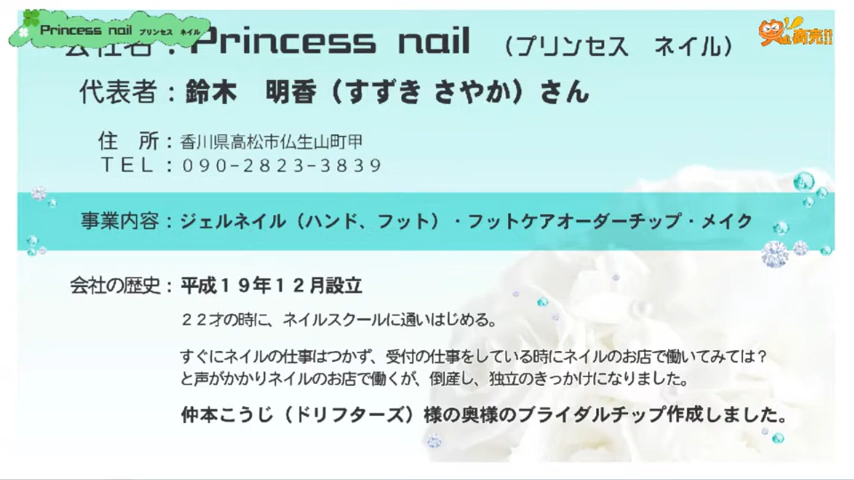 Princess nail プリンセス ネイル
会社名：Princess nail （プリンセス ネイル）
代表者：鈴木 明香（すずき さやか）さん
住 所：香川県高松市仏生山町甲
ＴＥＬ：０９０−２８２３−３８３９
事業内容：ジェルネイル（ハンド、フット）・フットケアオーダーチップ・メイク
会社の歴史：平成１９年１２月設立
２２才の時に、ネイルスクールに通いはじめる。
すぐにネイルの仕事はつかず、受付の仕事をしている時にネイルのお店で働いてみては？
と声がかかりネイルのお店で働くが、倒産し、独立のきっかけになりました。
仲本こうじ（ドリフターズ）様の奥様のブライダルチップ作成しました。